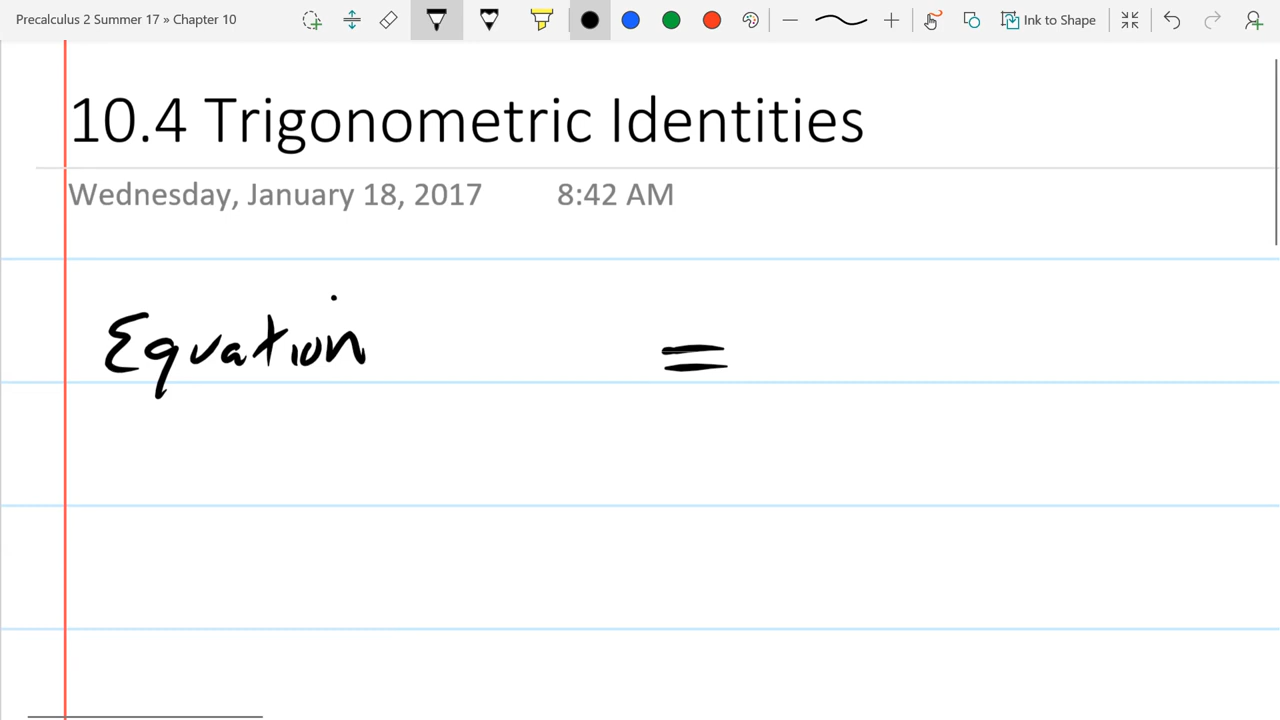 Precalculus 2 Summer 17 » Chapter 10
Ink to Shape
10.4 Trigonometric Identities
Wednesday, January 18, 2017 8:42 AM
Equation =